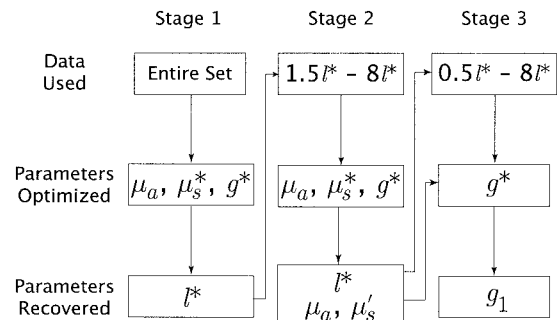 Stage 1 Stage 2 Stage 3
Data Used
Entire Set
1.5l* – 8l*
0.5l* – 8l*
Parameters Optimized
μₐ, μₛ*, g*
μₐ, μₛ*, g*
g*
Parameters Recovered
l*
l*
μₐ, μₛ′
g₁